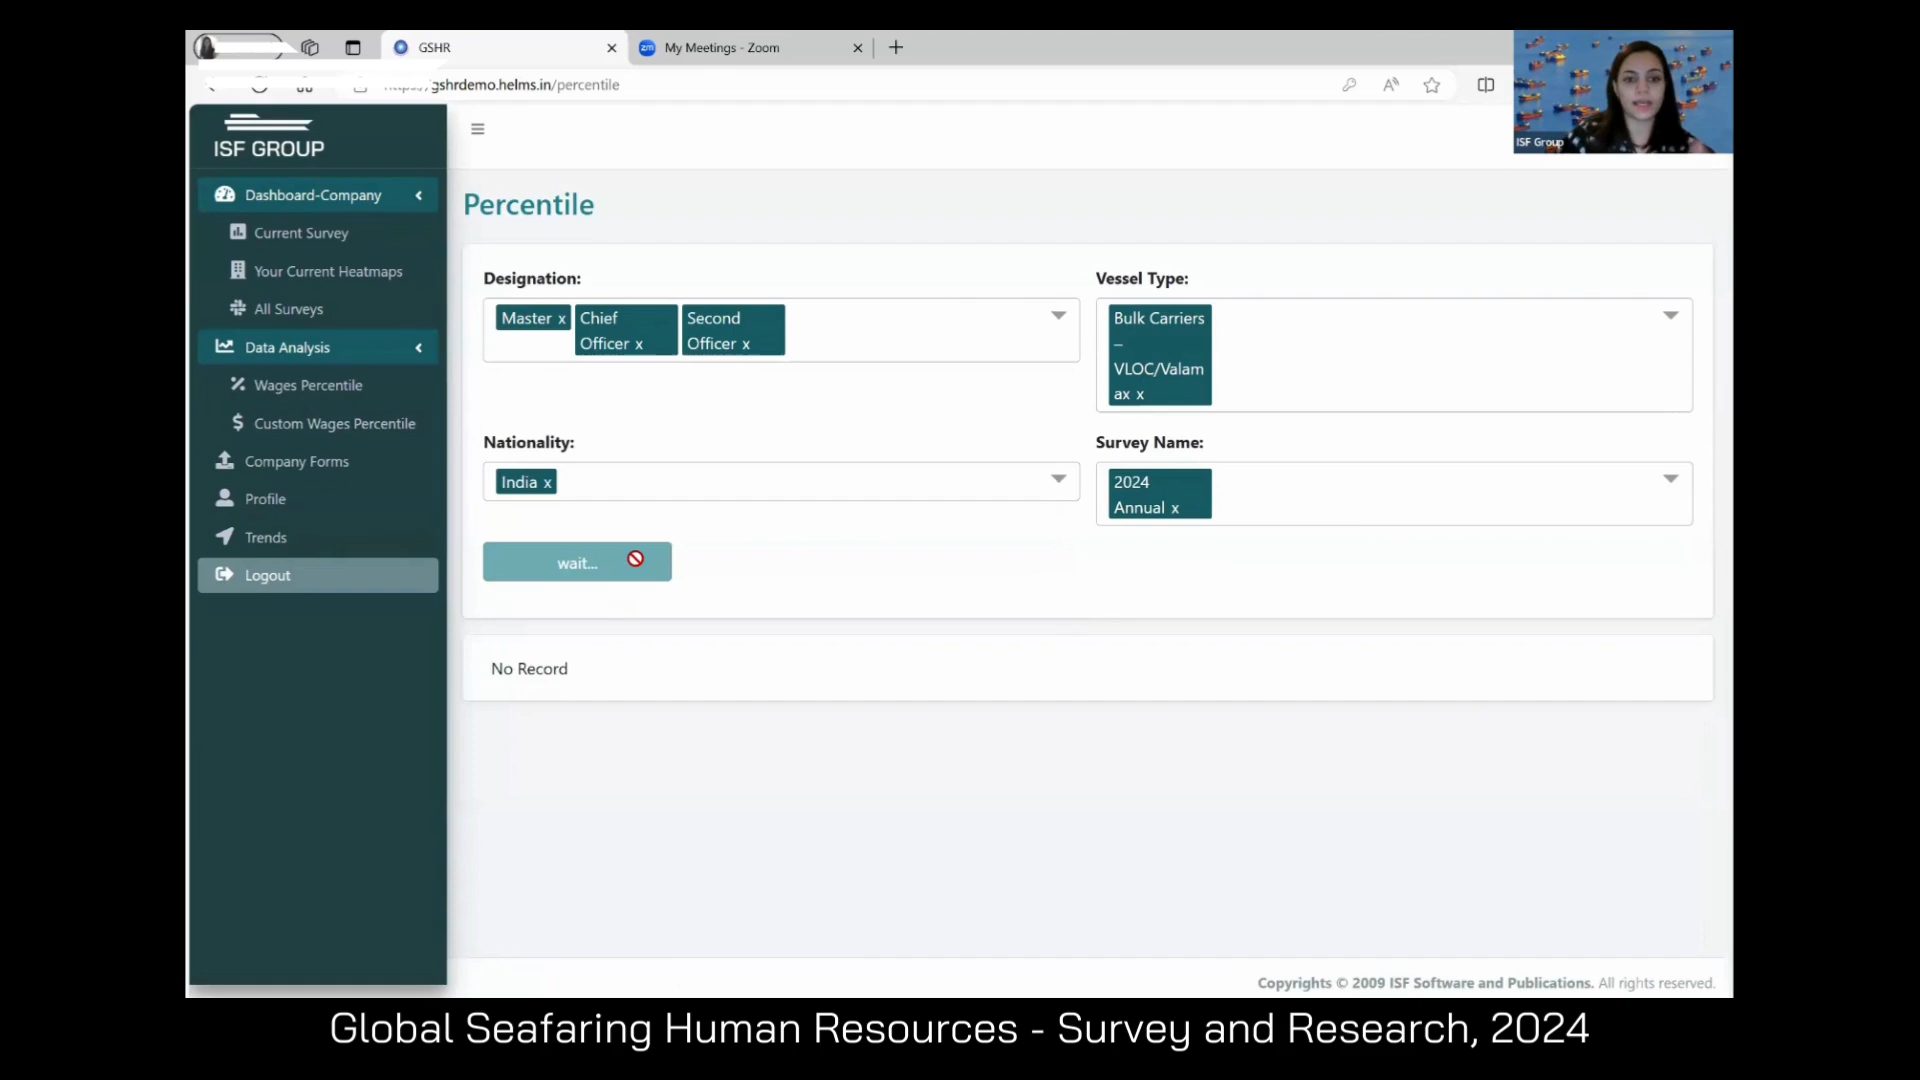 GSHR
My Meetings - Zoom
gshrdemo.helms.in/percentile
ISF Group
ISF GROUP
Dashboard-Company
Current Survey
Your Current Heatmaps
All Surveys
Data Analysis
Wages Percentile
Custom Wages Percentile
Company Forms
Profile
Trends
Logout
Percentile
Designation:
Master x
Chief
Officer x
Second
Officer x
Vessel Type:
Bulk Carriers
–
VLOC/Valam
ax x
Nationality:
India x
Survey Name:
2024
Annual x
wait...
No Record
Copyrights © 2009 ISF Software and Publications. All rights reserved.
Global Seafaring Human Resources - Survey and Research, 2024